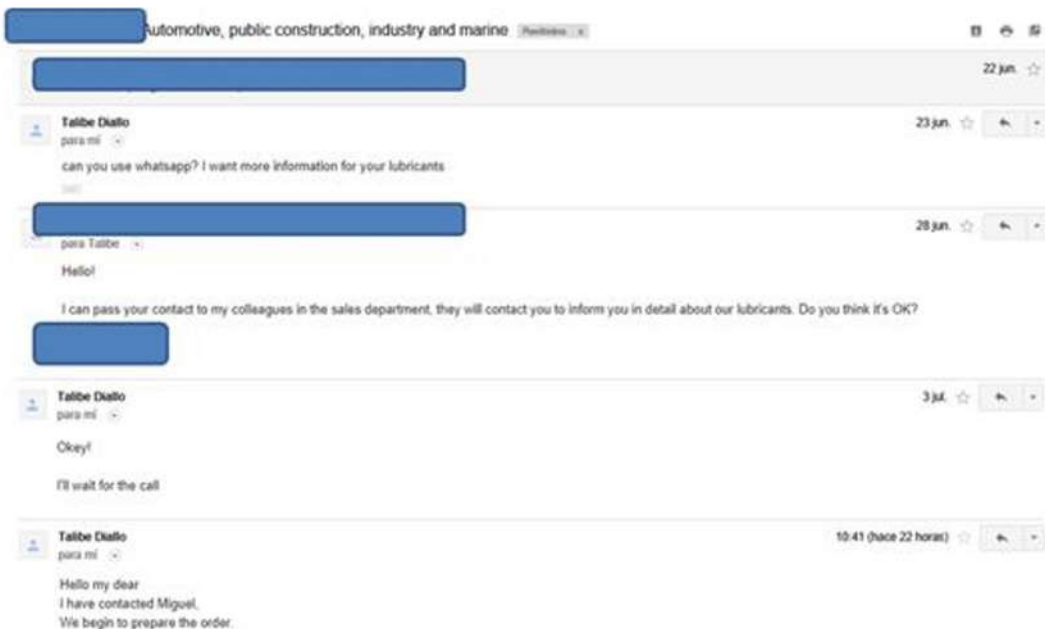 Automotive, public construction, industry and marine
22 jun.
Talibe Diallo
23 jun.
para mí
can you use whatsapp? I want more information for your lubricants
28 jun.
para Talibe
Hello!
I can pass your contact to my colleagues in the sales department, they will contact you to inform you in detail about our lubricants. Do you think it's OK?
Talibe Diallo
3 jul.
para mí
Okey!
I'll wait for the call
Talibe Diallo
10:41 (hace 22 horas)
para mí
Hello my dear
I have contacted Miguel,
We begin to prepare the order.